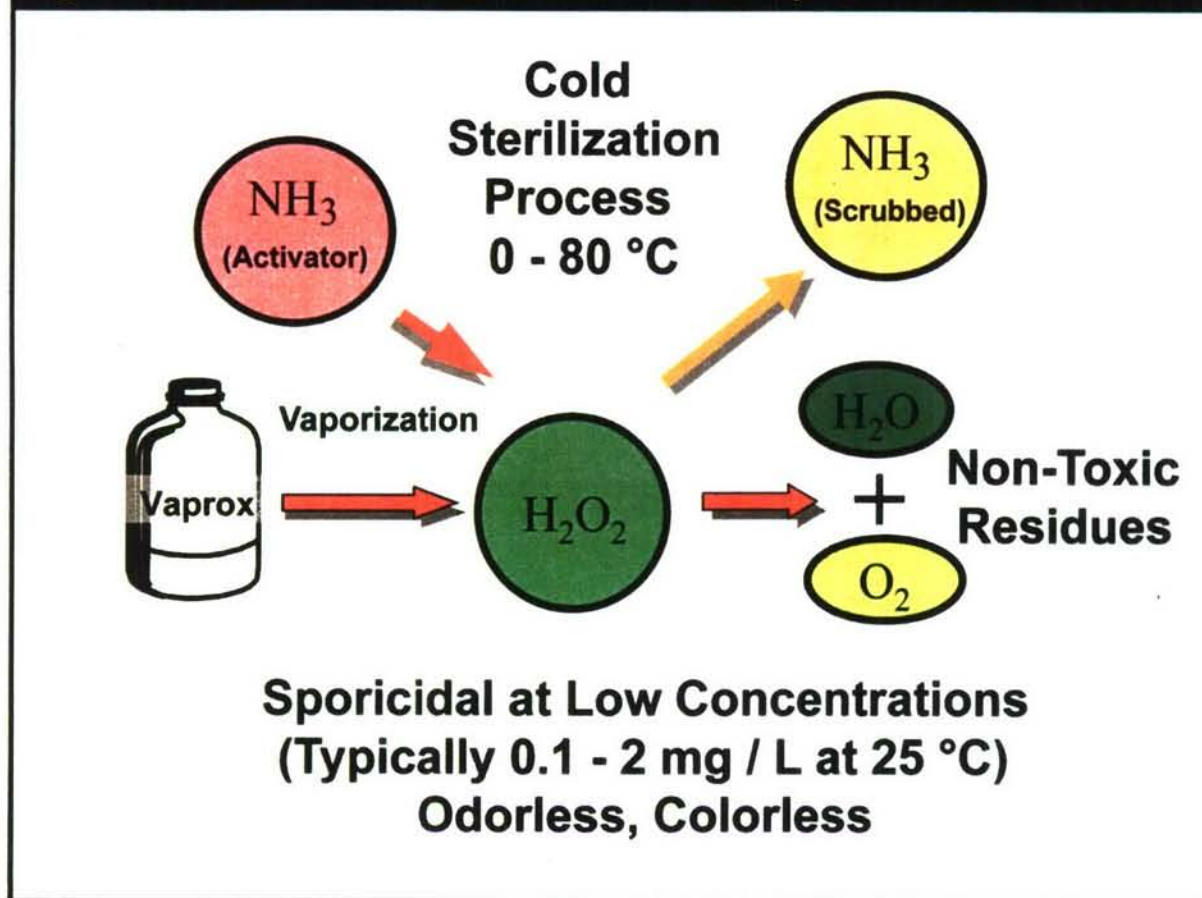 Cold
Sterilization
Process
0 - 80 °C
NH₃
(Activator)
NH₃
(Scrubbed)
Vaporization
Vaprox
H₂O₂
H₂O
+
O₂
Non-Toxic
Residues
Sporicidal at Low Concentrations
(Typically 0.1 - 2 mg / L at 25 °C)
Odorless, Colorless